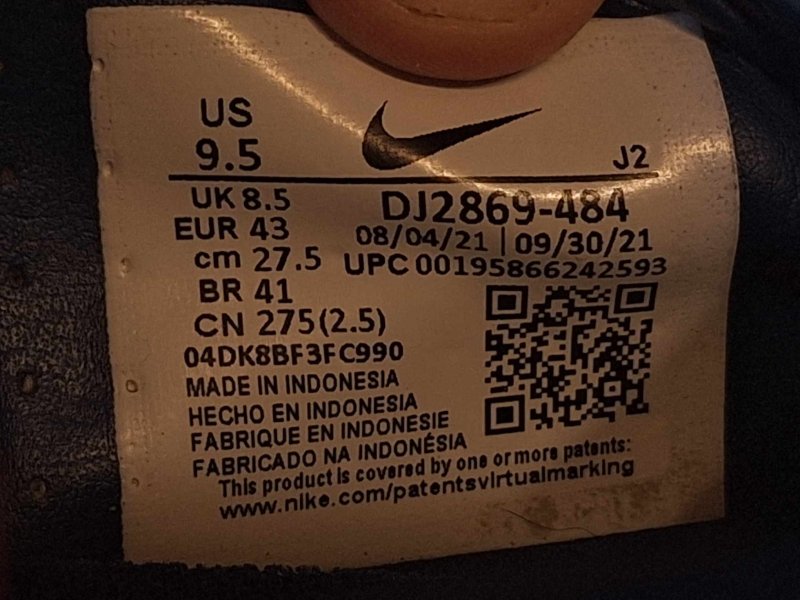 US
9.5
J2
UK 8.5
DJ2869-484
EUR 43
08/04/21 | 09/30/21
cm 27.5
UPC 00195866242593
BR 41
CN 275(2.5)
04DK8BF3FC990
MADE IN INDONESIA
HECHO EN INDONESIA
FABRIQUE EN INDONESIE
FABRICADO NA INDONÉSIA
This product is covered by one or more patents:
www.nike.com/patentsvirtualmarking